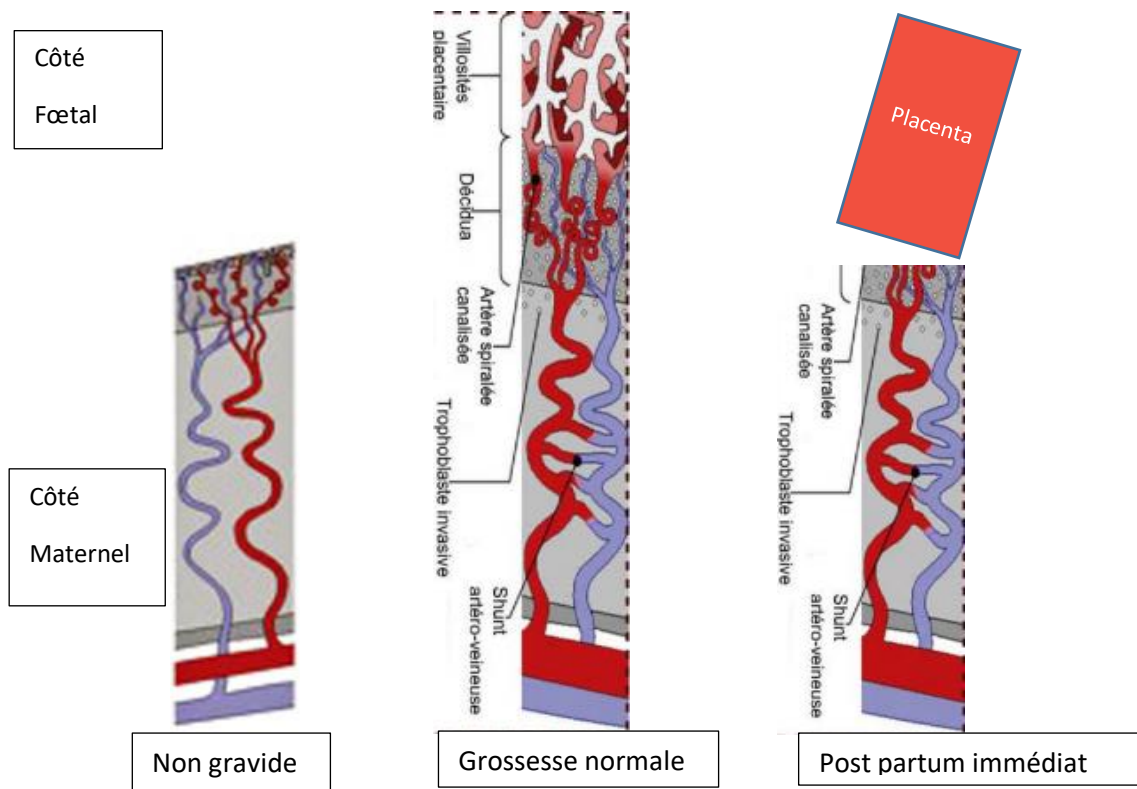 Côté
Fœtal
Côté
Maternel
Non gravide
Villosités
placentaire
Décidua
Artère spiralée
canalisée
Trophoblaste invasive
Shunt
artéro-veineuse
Grossesse normale
Placenta
Artère spiralée
canalisée
Trophoblaste invasive
Shunt
artéro-veineuse
Post partum immédiat